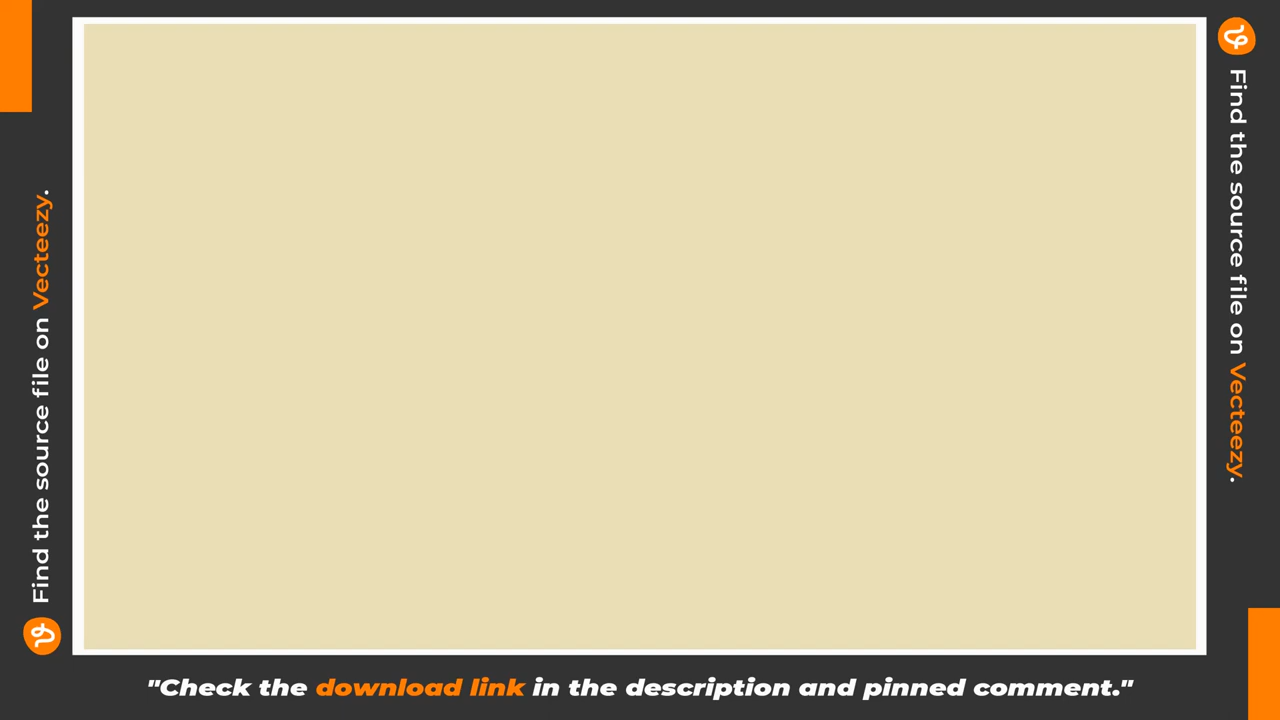 Find the source file on Vecteezy.
Find the source file on Vecteezy.
"Check the download link in the description and pinned comment."